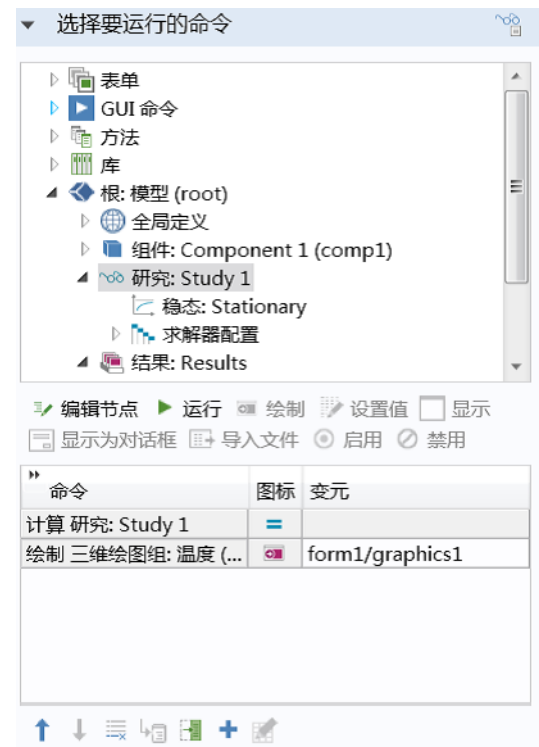 选择要运行的命令
表单
GUI 命令
方法
库
根: 模型 (root)
全局定义
组件: Component 1 (comp1)
研究: Study 1
稳态: Stationary
求解器配置
结果: Results
编辑节点 运行 绘制 设置值 显示
显示为对话框 导入文件 启用 禁用
命令 图标 变元
计算 研究: Study 1
绘制 三维绘图组: 温度 (... form1/graphics1